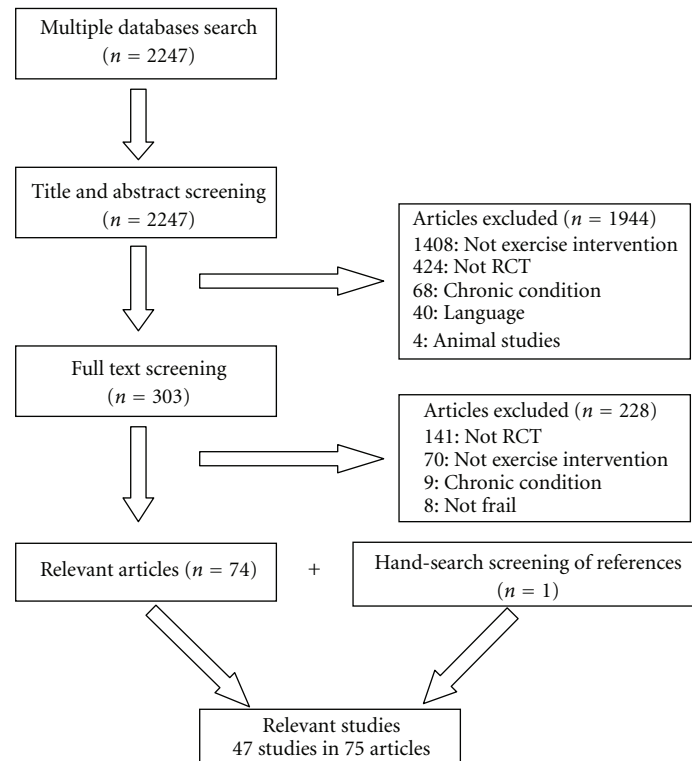 Multiple databases search
(n = 2247)
Title and abstract screening
(n = 2247)
Articles excluded (n = 1944)
1408: Not exercise intervention
424: Not RCT
68: Chronic condition
40: Language
4: Animal studies
Full text screening
(n = 303)
Articles excluded (n = 228)
141: Not RCT
70: Not exercise intervention
9: Chronic condition
8: Not frail
Relevant articles (n = 74)
+
Hand-search screening of references
(n = 1)
Relevant studies
47 studies in 75 articles